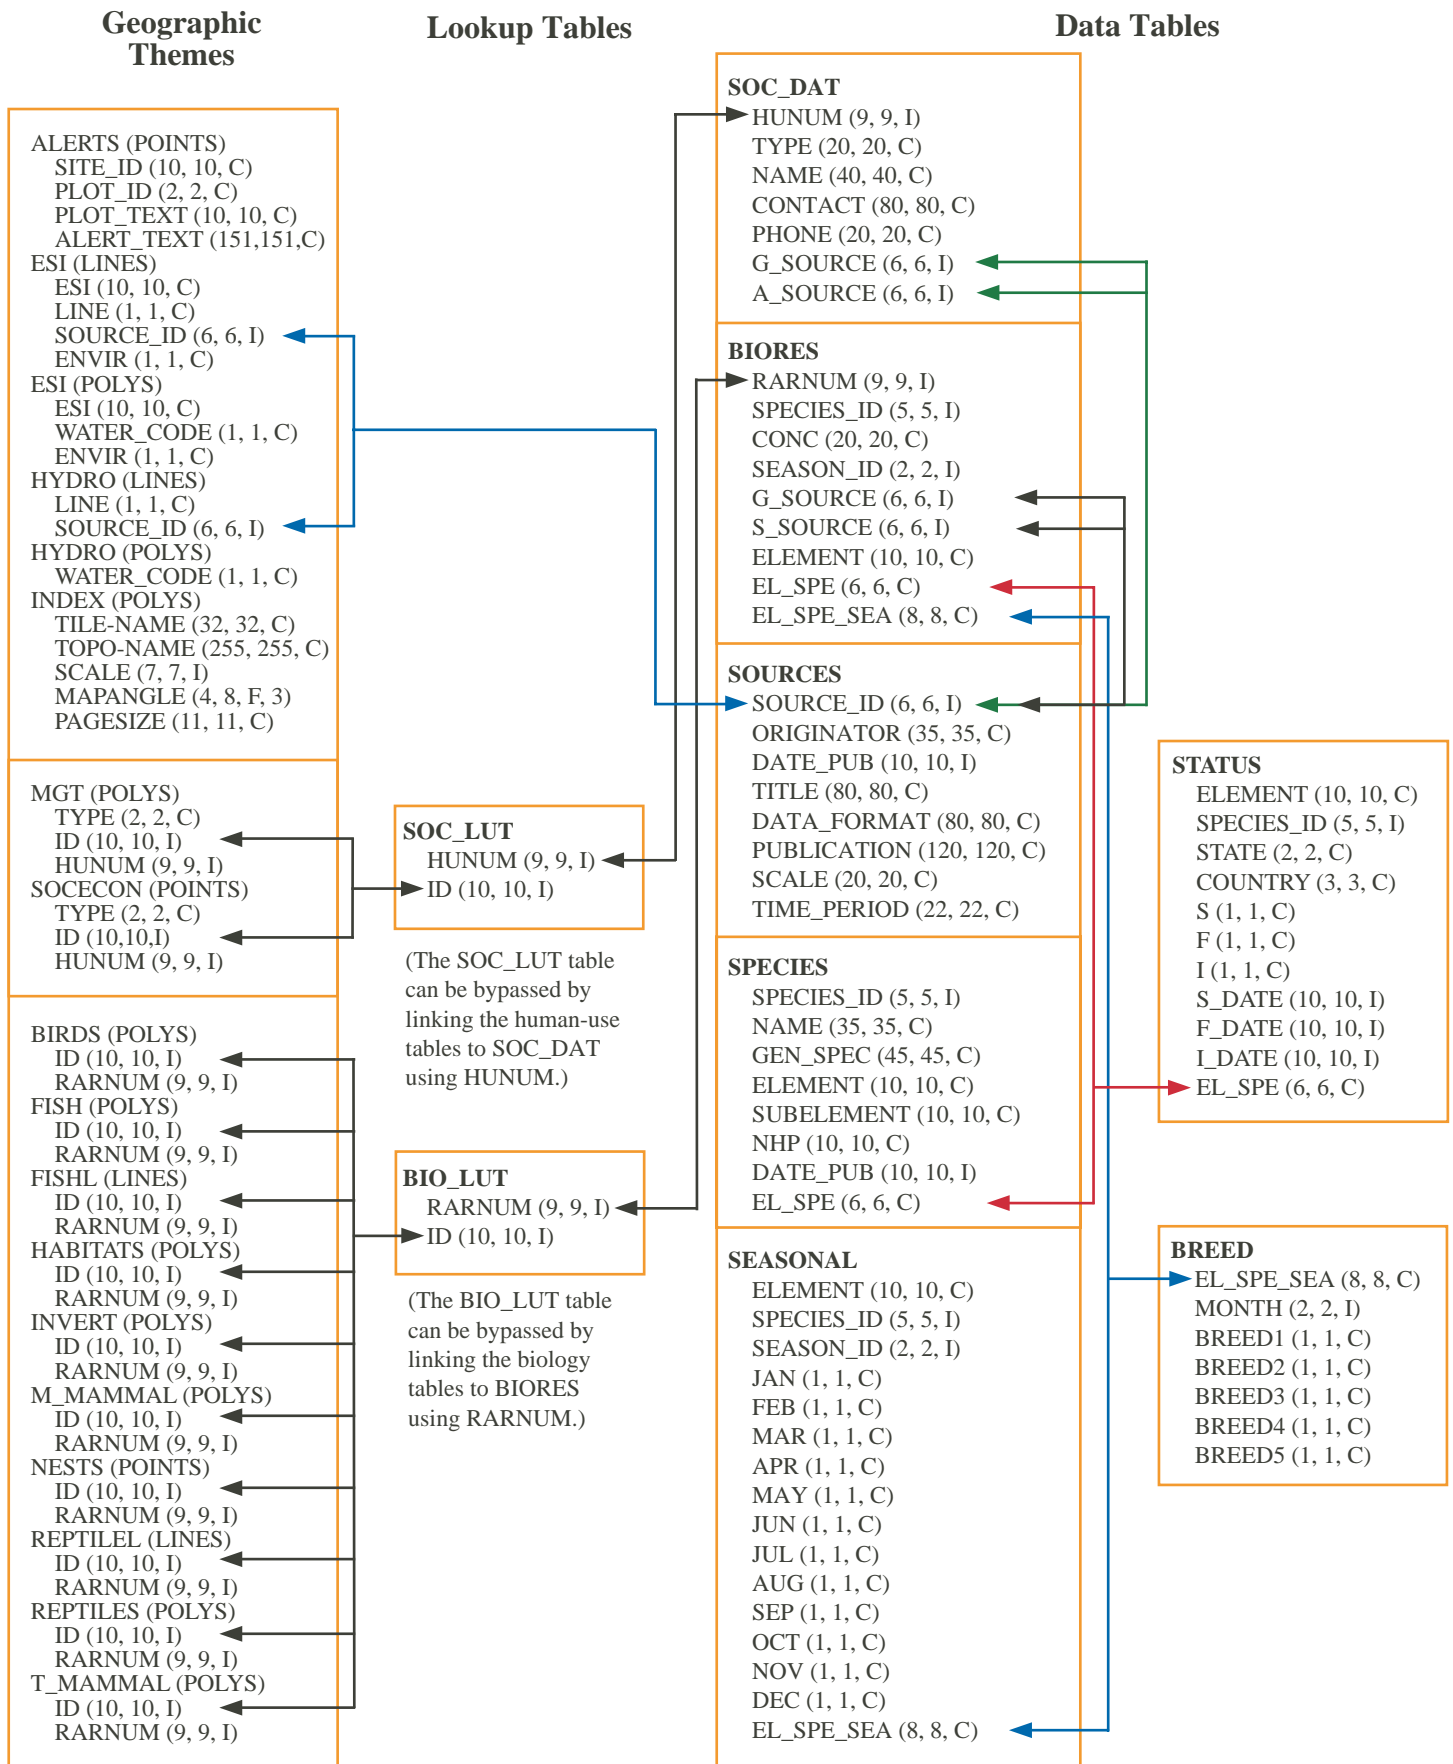 Geographic
Themes
Lookup Tables
Data Tables
ALERTS (POINTS)
SITE_ID (10, 10, C)
PLOT_ID (2, 2, C)
PLOT_TEXT (10, 10, C)
ALERT_TEXT (151,151,C)
ESI (LINES)
ESI (10, 10, C)
LINE (1, 1, C)
SOURCE_ID (6, 6, I)
ENVIR (1, 1, C)
ESI (POLYS)
ESI (10, 10, C)
WATER_CODE (1, 1, C)
ENVIR (1, 1, C)
HYDRO (LINES)
LINE (1, 1, C)
SOURCE_ID (6, 6, I)
HYDRO (POLYS)
WATER_CODE (1, 1, C)
INDEX (POLYS)
TILE-NAME (32, 32, C)
TOPO-NAME (255, 255, C)
SCALE (7, 7, I)
MAPANGLE (4, 8, F, 3)
PAGESIZE (11, 11, C)
MGT (POLYS)
TYPE (2, 2, C)
ID (10, 10, I)
HUNUM (9, 9, I)
SOCECON (POINTS)
TYPE (2, 2, C)
ID (10,10,I)
HUNUM (9, 9, I)
BIRDS (POLYS)
ID (10, 10, I)
RARNUM (9, 9, I)
FISH (POLYS)
ID (10, 10, I)
RARNUM (9, 9, I)
FISHL (LINES)
ID (10, 10, I)
RARNUM (9, 9, I)
HABITATS (POLYS)
ID (10, 10, I)
RARNUM (9, 9, I)
INVERT (POLYS)
ID (10, 10, I)
RARNUM (9, 9, I)
M_MAMMAL (POLYS)
ID (10, 10, I)
RARNUM (9, 9, I)
NESTS (POINTS)
ID (10, 10, I)
RARNUM (9, 9, I)
REPTILEL (LINES)
ID (10, 10, I)
RARNUM (9, 9, I)
REPTILES (POLYS)
ID (10, 10, I)
RARNUM (9, 9, I)
T_MAMMAL (POLYS)
ID (10, 10, I)
RARNUM (9, 9, I)
SOC_LUT
HUNUM (9, 9, I)
ID (10, 10, I)
(The SOC_LUT table
can be bypassed by
linking the human-use
tables to SOC_DAT
using HUNUM.)
BIO_LUT
RARNUM (9, 9, I)
ID (10, 10, I)
(The BIO_LUT table
can be bypassed by
linking the biology
tables to BIORES
using RARNUM.)
SOC_DAT
HUNUM (9, 9, I)
TYPE (20, 20, C)
NAME (40, 40, C)
CONTACT (80, 80, C)
PHONE (20, 20, C)
G_SOURCE (6, 6, I)
A_SOURCE (6, 6, I)
BIORES
RARNUM (9, 9, I)
SPECIES_ID (5, 5, I)
CONC (20, 20, C)
SEASON_ID (2, 2, I)
G_SOURCE (6, 6, I)
S_SOURCE (6, 6, I)
ELEMENT (10, 10, C)
EL_SPE (6, 6, C)
EL_SPE_SEA (8, 8, C)
SOURCES
SOURCE_ID (6, 6, I)
ORIGINATOR (35, 35, C)
DATE_PUB (10, 10, I)
TITLE (80, 80, C)
DATA_FORMAT (80, 80, C)
PUBLICATION (120, 120, C)
SCALE (20, 20, C)
TIME_PERIOD (22, 22, C)
SPECIES
SPECIES_ID (5, 5, I)
NAME (35, 35, C)
GEN_SPEC (45, 45, C)
ELEMENT (10, 10, C)
SUBELEMENT (10, 10, C)
NHP (10, 10, C)
DATE_PUB (10, 10, I)
EL_SPE (6, 6, C)
SEASONAL
ELEMENT (10, 10, C)
SPECIES_ID (5, 5, I)
SEASON_ID (2, 2, I)
JAN (1, 1, C)
FEB (1, 1, C)
MAR (1, 1, C)
APR (1, 1, C)
MAY (1, 1, C)
JUN (1, 1, C)
JUL (1, 1, C)
AUG (1, 1, C)
SEP (1, 1, C)
OCT (1, 1, C)
NOV (1, 1, C)
DEC (1, 1, C)
EL_SPE_SEA (8, 8, C)
STATUS
ELEMENT (10, 10, C)
SPECIES_ID (5, 5, I)
STATE (2, 2, C)
COUNTRY (3, 3, C)
S (1, 1, C)
F (1, 1, C)
I (1, 1, C)
S_DATE (10, 10, I)
F_DATE (10, 10, I)
I_DATE (10, 10, I)
EL_SPE (6, 6, C)
BREED
EL_SPE_SEA (8, 8, C)
MONTH (2, 2, I)
BREED1 (1, 1, C)
BREED2 (1, 1, C)
BREED3 (1, 1, C)
BREED4 (1, 1, C)
BREED5 (1, 1, C)